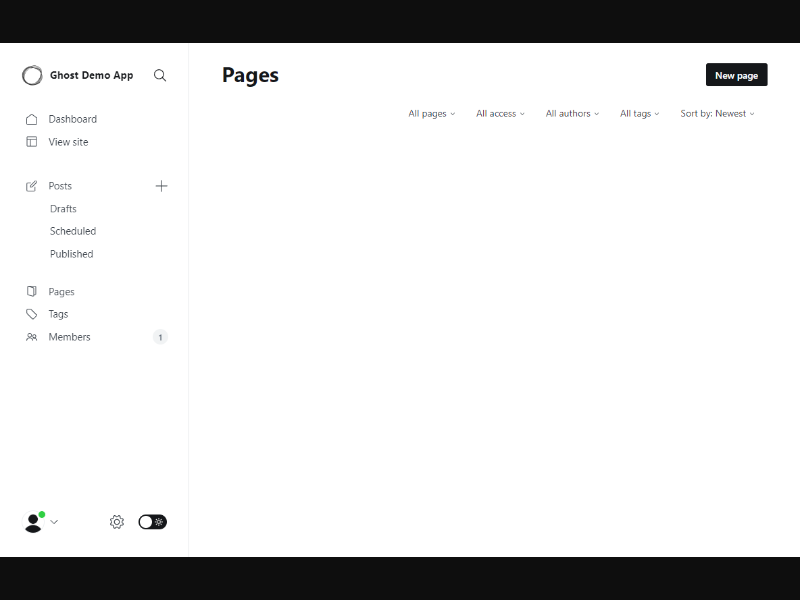 Ghost Demo App
Dashboard
View site
Posts
Drafts
Scheduled
Published
Pages
Tags
Members 1
Pages
New page
All pages All access All authors All tags Sort by: Newest